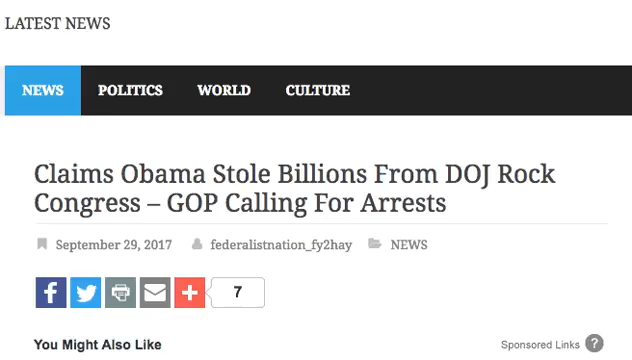 LATEST NEWS
NEWS POLITICS WORLD CULTURE
Claims Obama Stole Billions From DOJ Rock
Congress – GOP Calling For Arrests
September 29, 2017 federalistnation_fy2hay NEWS
7
You Might Also Like Sponsored Links ?